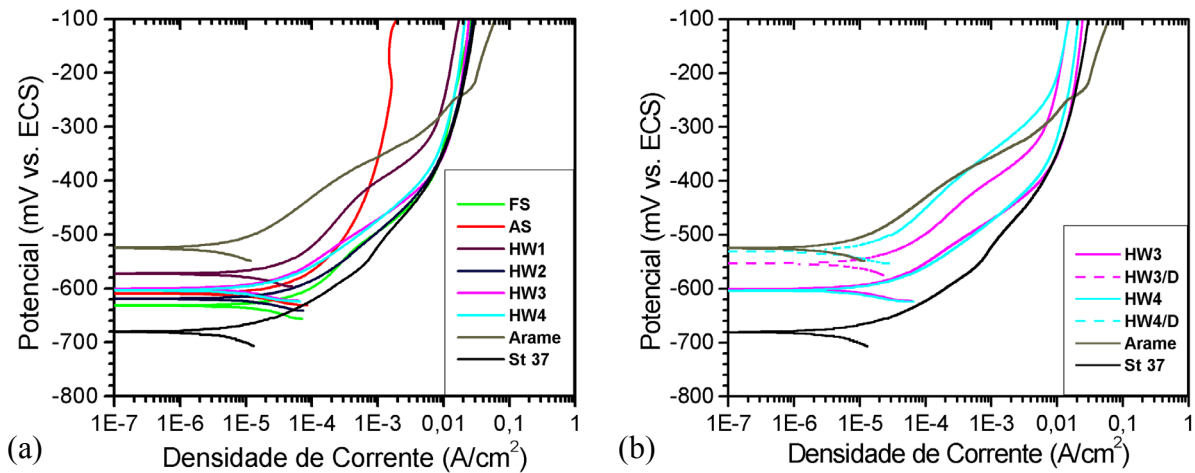 (a)
Potencial (mV vs. ECS)
-100
-200
-300
-400
-500
-600
-700
-800
FS
AS
HW1
HW2
HW3
HW4
Arame
St 37
1E-7 1E-6 1E-5 1E-4 1E-3 0,01 0,1 1
Densidade de Corrente (A/cm²)
(b)
Potencial (mV vs. ECS)
-100
-200
-300
-400
-500
-600
-700
-800
HW3
HW3/D
HW4
HW4/D
Arame
St 37
1E-7 1E-6 1E-5 1E-4 1E-3 0,01 0,1 1
Densidade de Corrente (A/cm²)